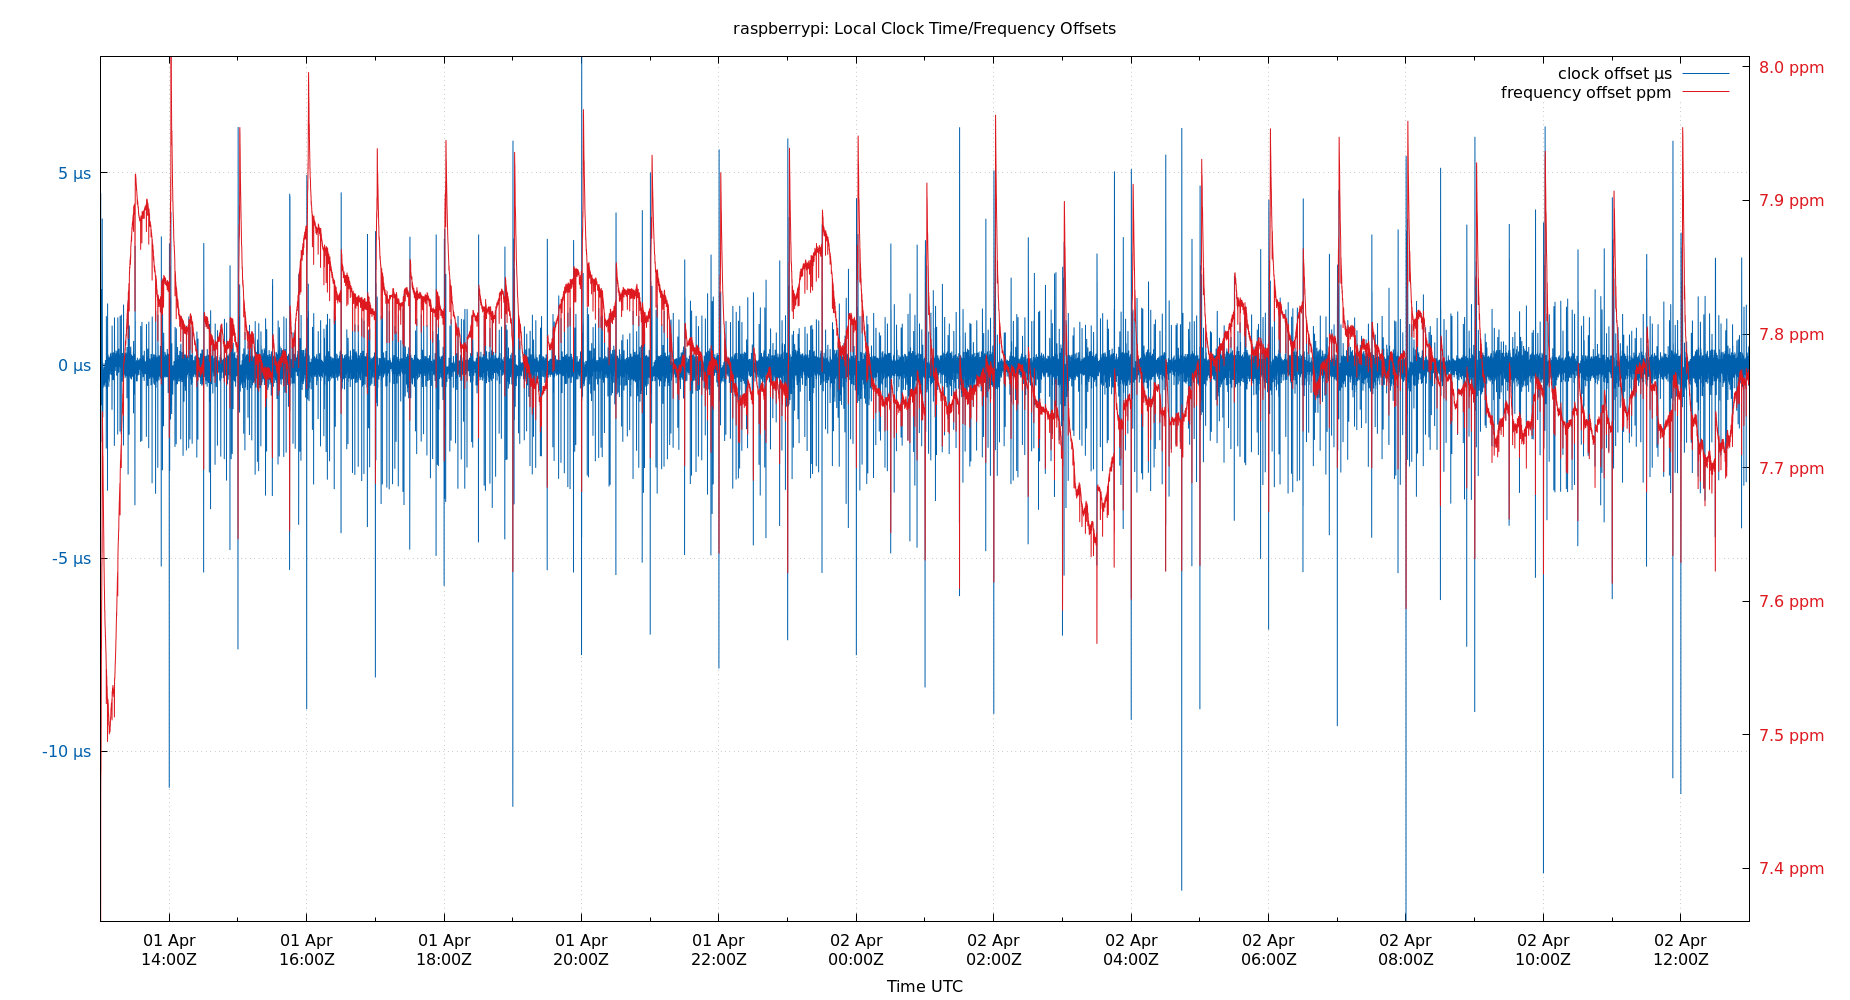 raspberrypi: Local Clock Time/Frequency Offsets
clock offset µs
frequency offset ppm
5 µs
0 µs
-5 µs
-10 µs
8.0 ppm
7.9 ppm
7.8 ppm
7.7 ppm
7.6 ppm
7.5 ppm
7.4 ppm
01 Apr 01 Apr 01 Apr 01 Apr 01 Apr 02 Apr 02 Apr 02 Apr 02 Apr 02 Apr 02 Apr 02 Apr
14:00Z 16:00Z 18:00Z 20:00Z 22:00Z 00:00Z 02:00Z 04:00Z 06:00Z 08:00Z 10:00Z 12:00Z
Time UTC